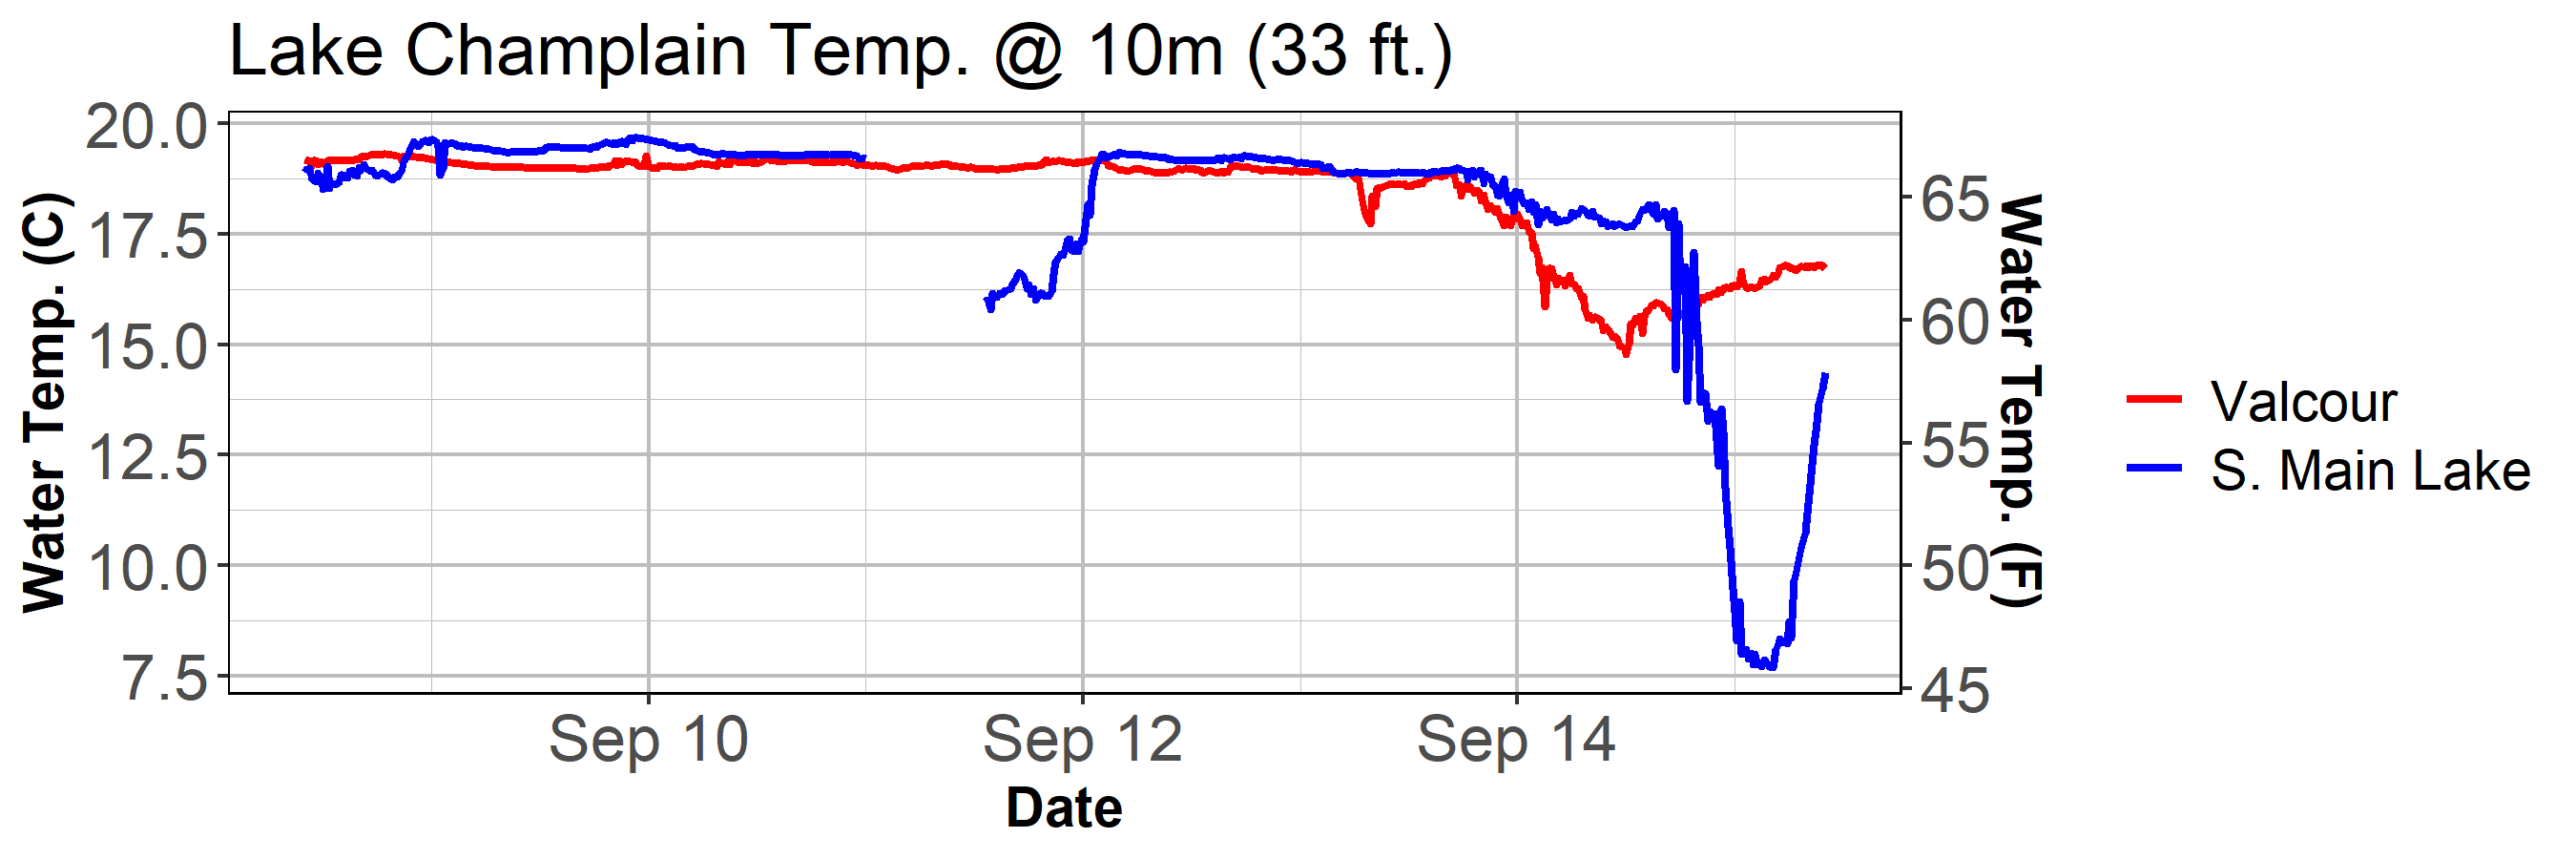 Lake Champlain Temp. @ 10m (33 ft.)
Water Temp. (C)
20.0
17.5
15.0
12.5
10.0
7.5
Sep 10
Sep 12
Sep 14
Date
65
60
55
50
45
Water Temp. (F)
Valcour
S. Main Lake